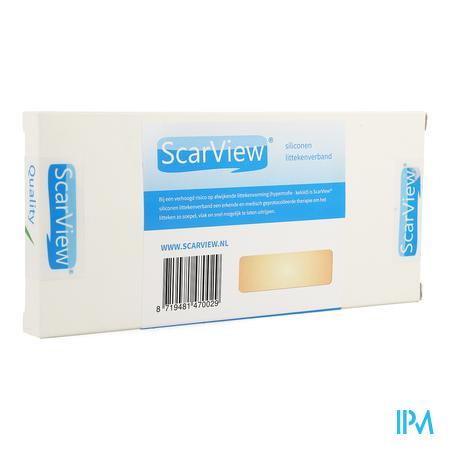 ScarView®
siliconen
littekenverband
Bij een verhoogd risico op afwijkende littekenvorming (hypertrofie - keloïd) is ScarView®
siliconen littekenverband een erkende en medisch geprotocolleerde therapie om het
litteken zo soepel, vlak en snel mogelijk te laten uitrijpen.
WWW.SCARVIEW.NL
8 719481 470029
Quality
ScarView®
ScarView®
IPM